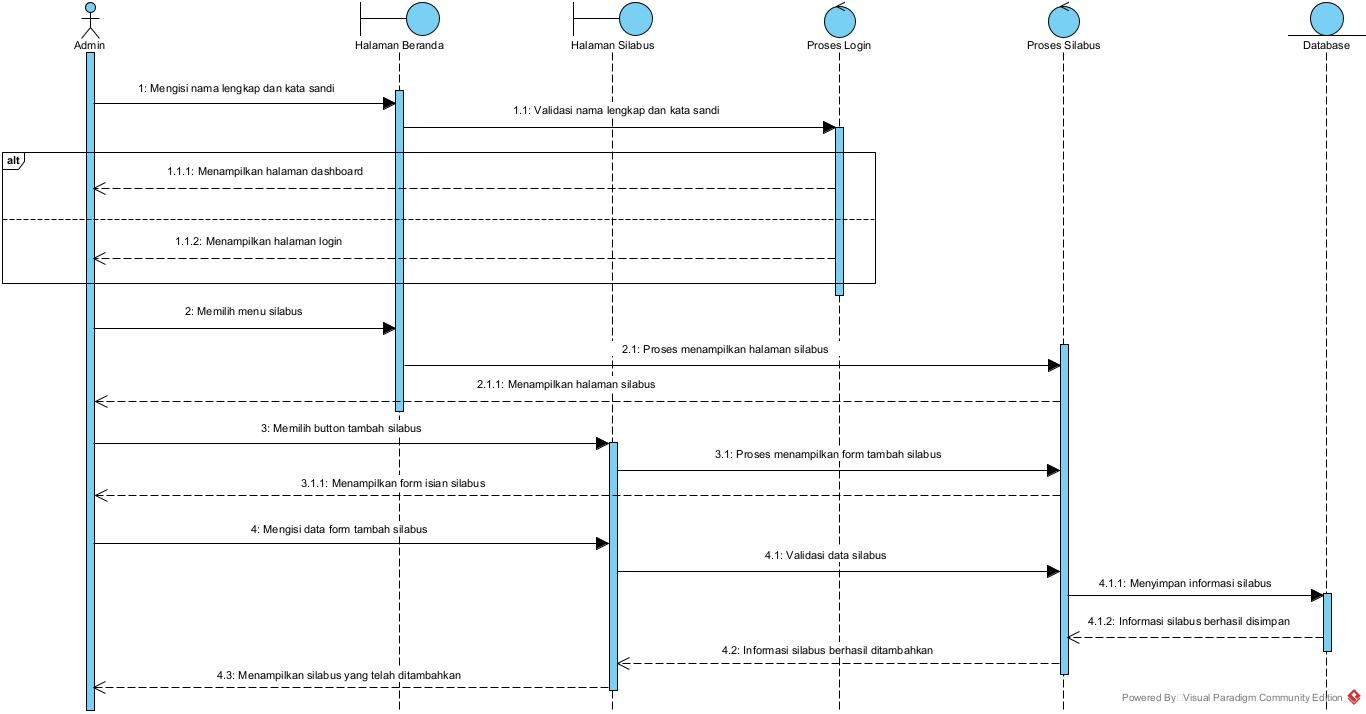 Admin
Halaman Beranda
Halaman Silabus
Proses Login
Proses Silabus
Database
1: Mengisi nama lengkap dan kata sandi
1.1: Validasi nama lengkap dan kata sandi
alt
1.1.1: Menampilkan halaman dashboard
1.1.2: Menampilkan halaman login
2: Memilih menu silabus
2.1: Proses menampilkan halaman silabus
2.1.1: Menampilkan halaman silabus
3: Memilih button tambah silabus
3.1: Proses menampilkan form tambah silabus
3.1.1: Menampilkan form isian silabus
4: Mengisi data form tambah silabus
4.1: Validasi data silabus
4.1.1: Menyimpan informasi silabus
4.1.2: Informasi silabus berhasil disimpan
4.2: Informasi silabus berhasil ditambahkan
4.3: Menampilkan silabus yang telah ditambahkan
Powered By Visual Paradigm Community Edition